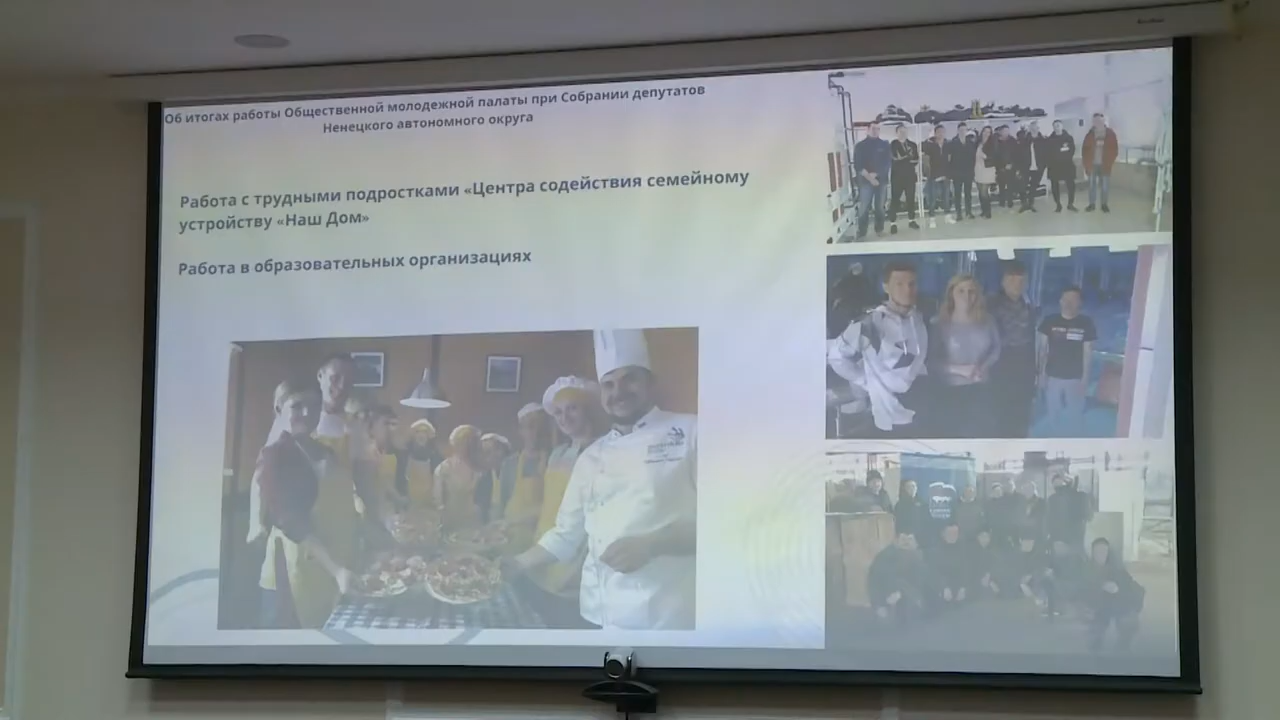 Об итогах работы Общественной молодежной палаты при Собрании депутатов
Ненецкого автономного округа
Работа с трудными подростками «Центра содействия семейному
устройству «Наш Дом»
Работа в образовательных организациях